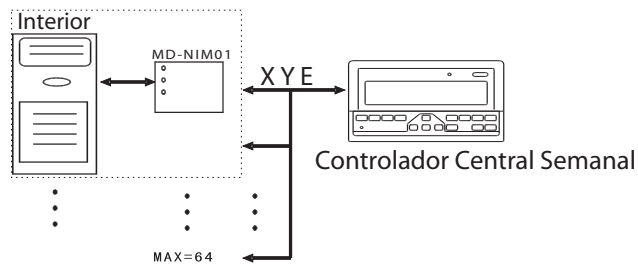 Interior
MD-NIM01
X Y E
Controlador Central Semanal
MAX=64